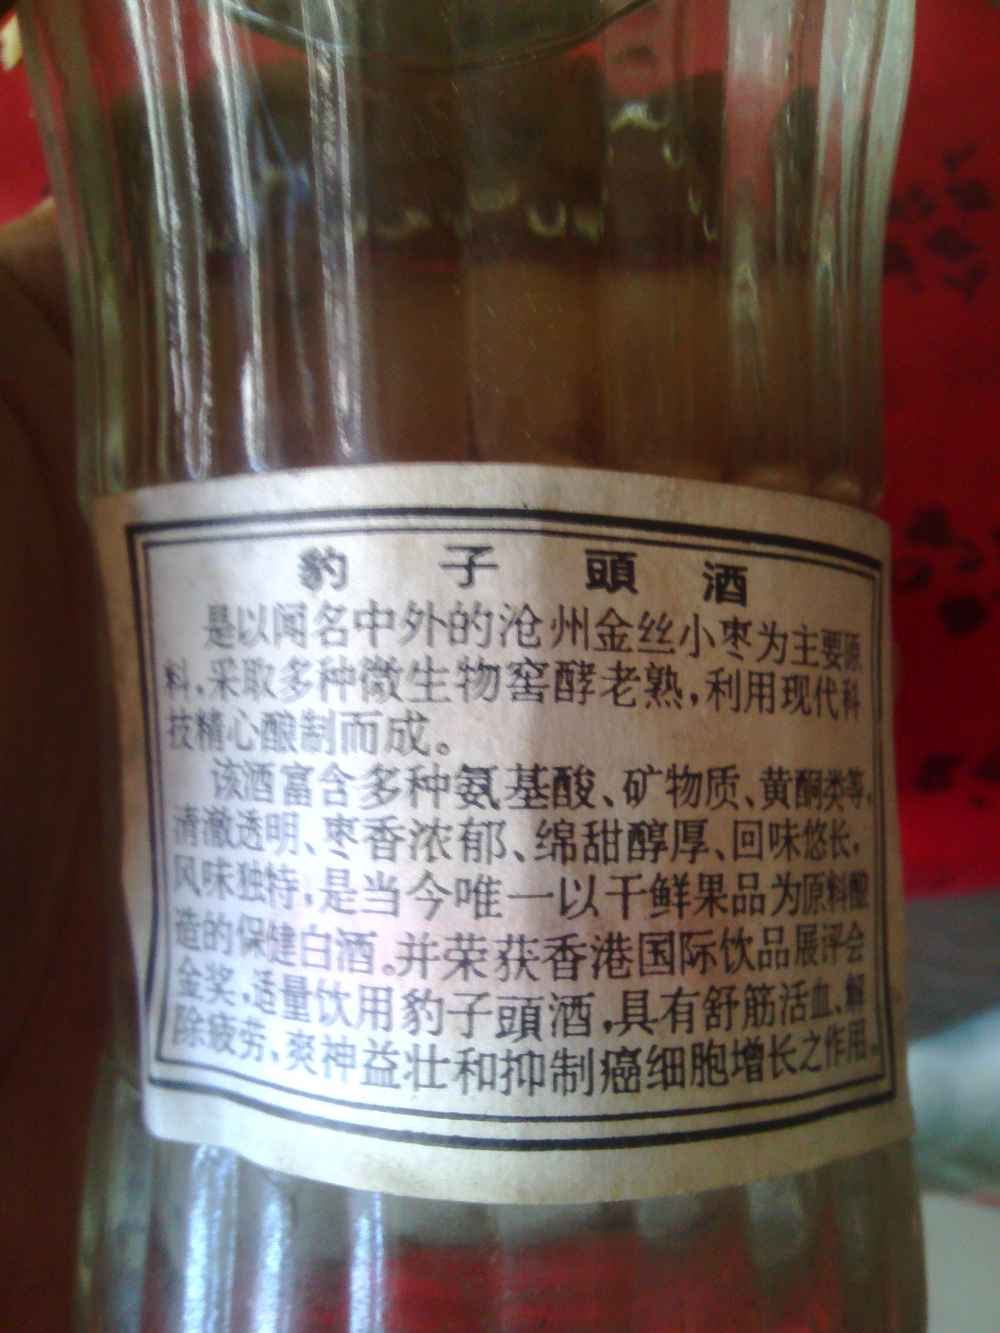 豹子頭酒
是以闻名中外的沧州金丝小枣为主要原
料,采取多种微生物窖酵老熟,利用现代科
技精心酿制而成。
该酒富含多种氨基酸、矿物质、黄酮类等,
清澈透明、枣香浓郁、绵甜醇厚、回味悠长,
风味独特,是当今唯一以干鲜果品为原料酿
造的保健白酒。并荣获香港国际饮品展评会
金奖,适量饮用豹子頭酒,具有舒筋活血、解
除疲劳、爽神益壮和抑制癌细胞增长之作用。